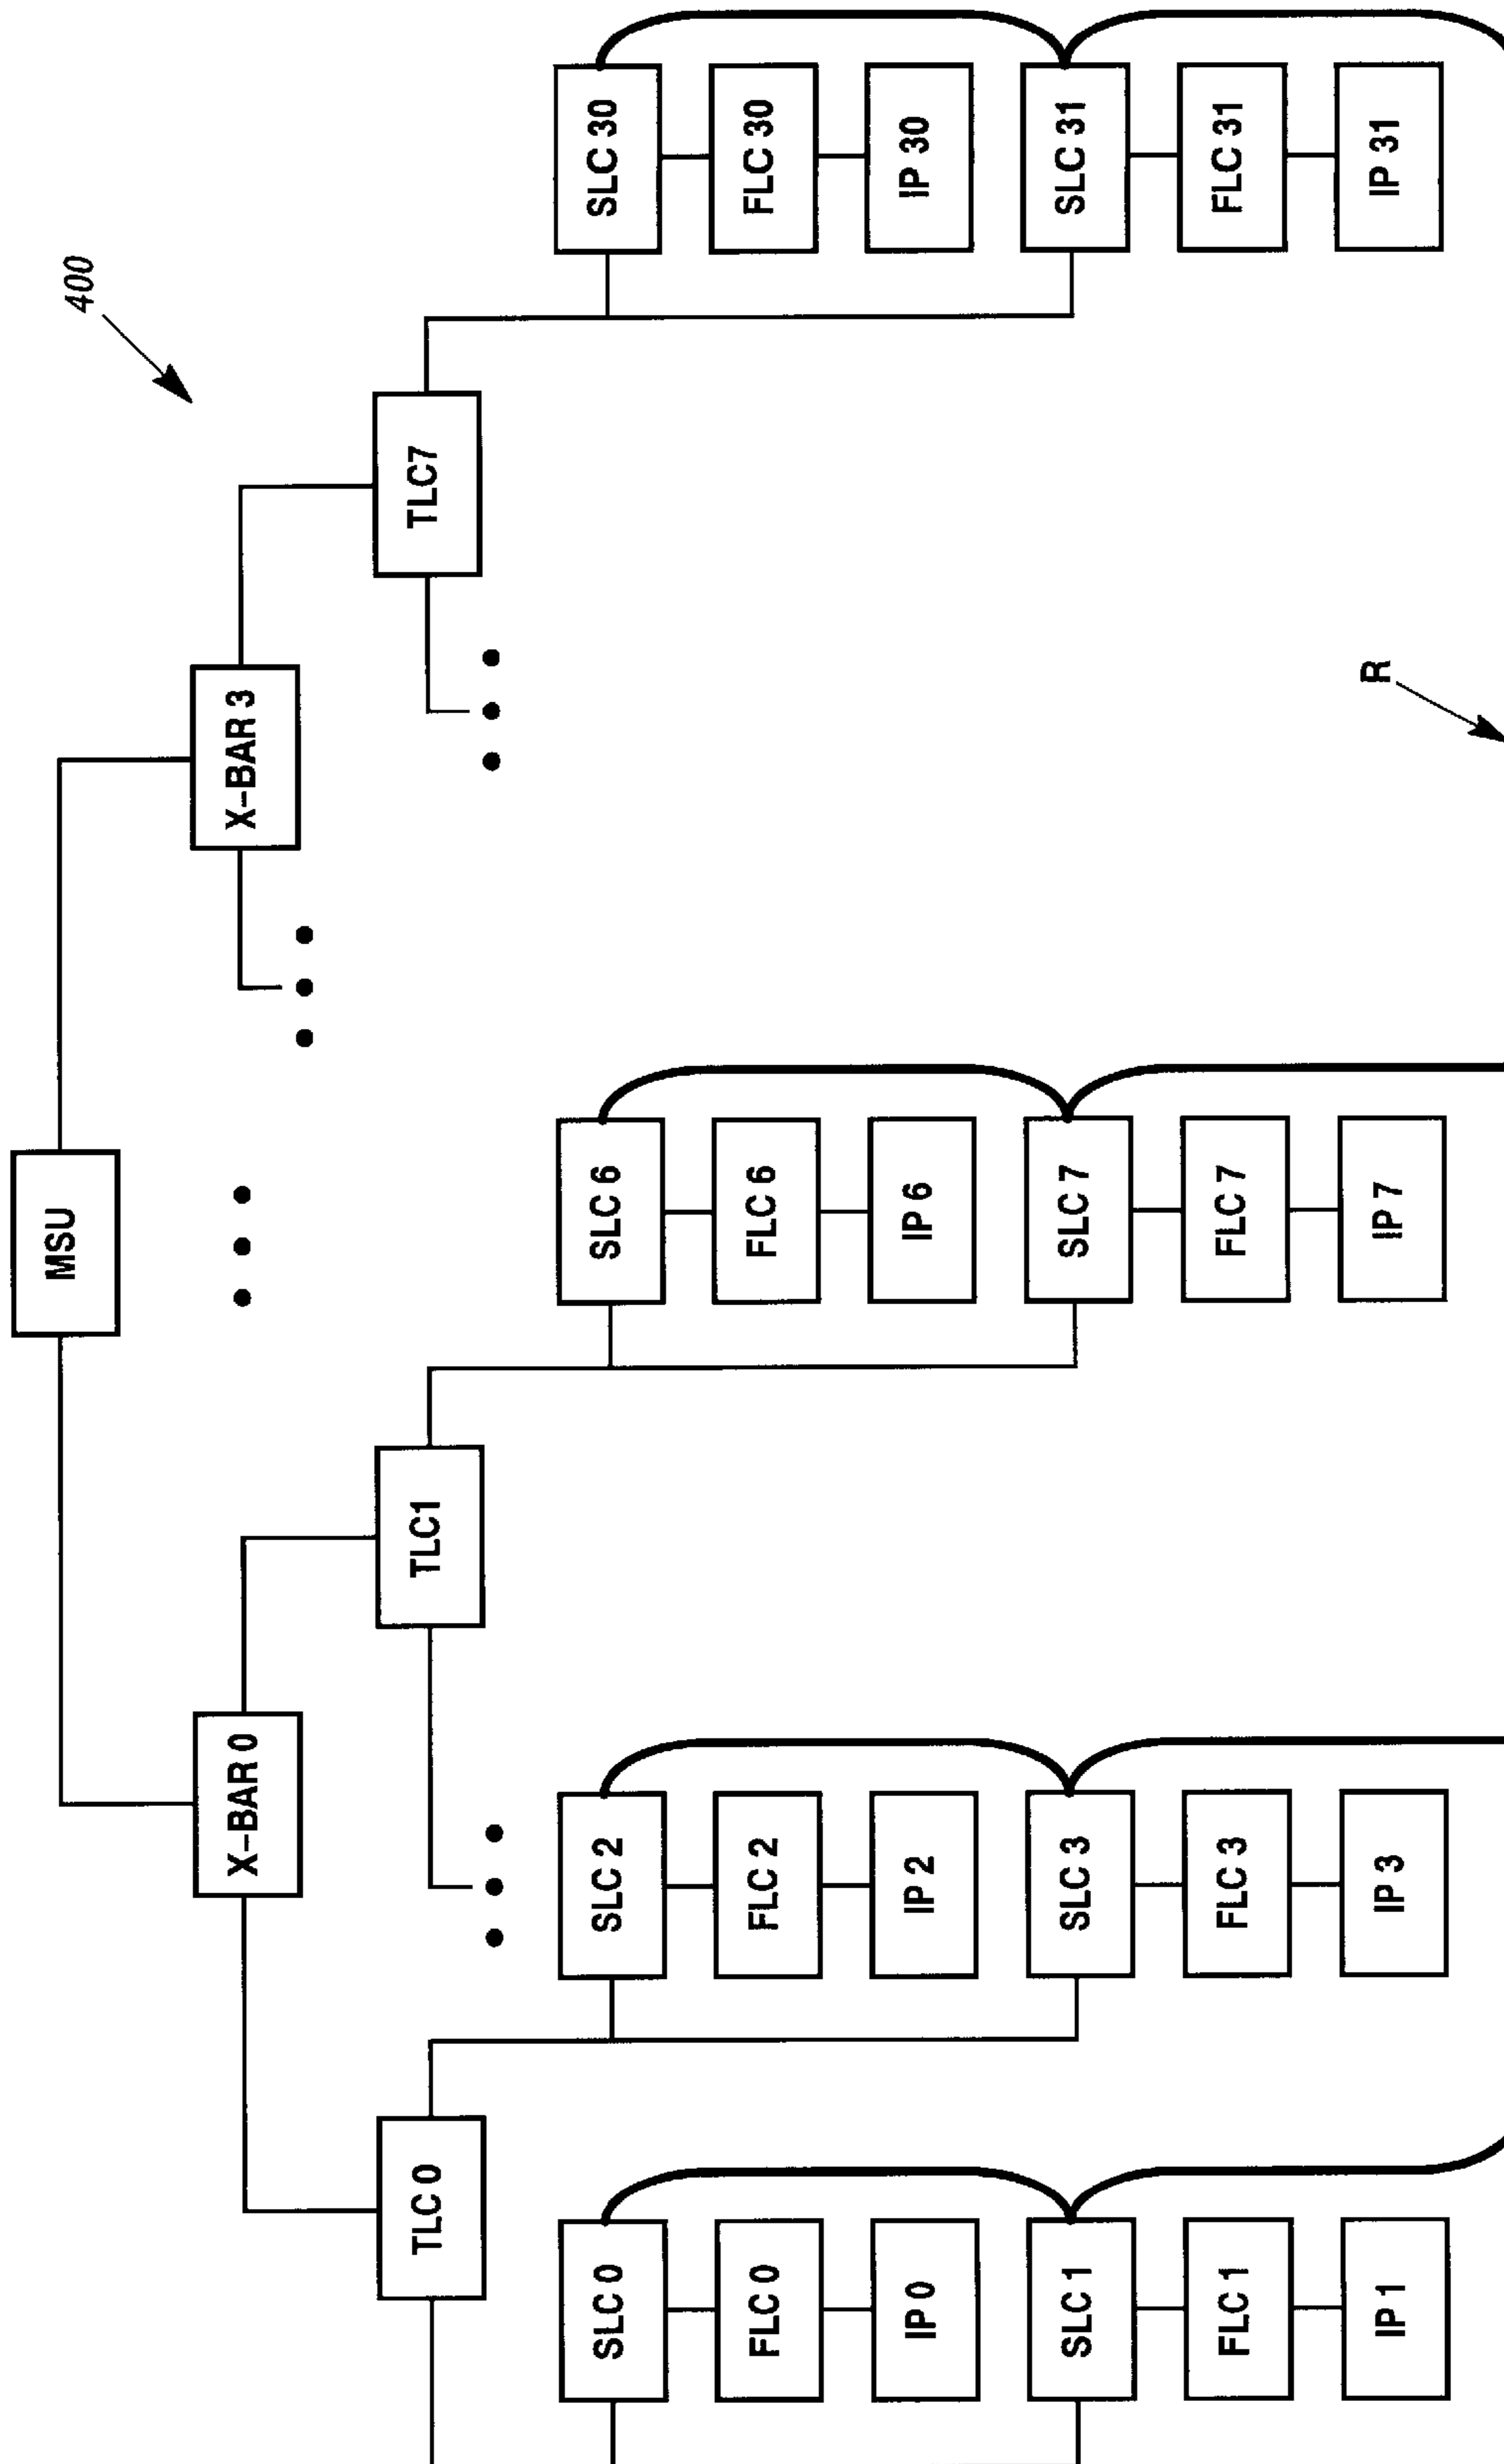 400
MSU
X-BAR 0
X-BAR 3
TLC 0
TLC1
TLC7
SLC 0
SLC 2
SLC 6
SLC 30
FLC 0
FLC 2
FLC 6
FLC 30
IP 0
IP 2
IP 6
IP 30
SLC 1
SLC 3
SLC 7
SLC 31
FLC 1
FLC 3
FLC 7
FLC 31
IP 1
IP 3
IP 7
IP 31
R